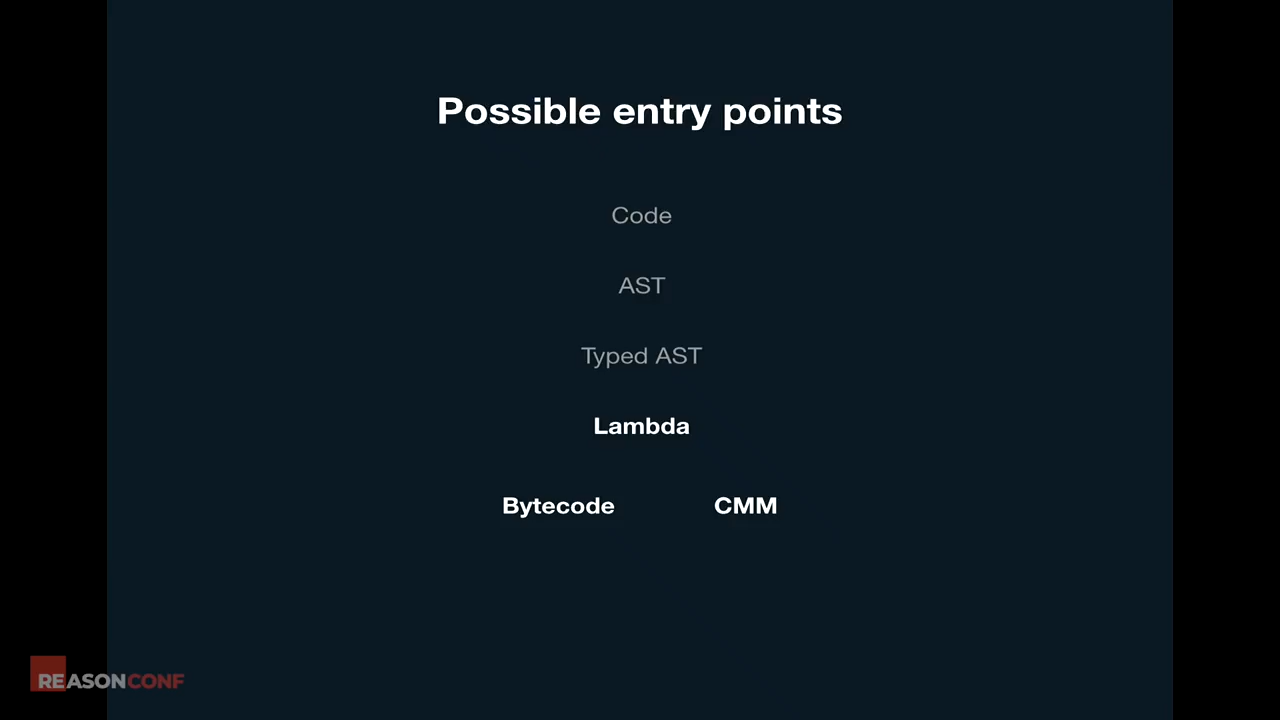 Possible entry points
Code
AST
Typed AST
Lambda
Bytecode CMM
REASONCONF